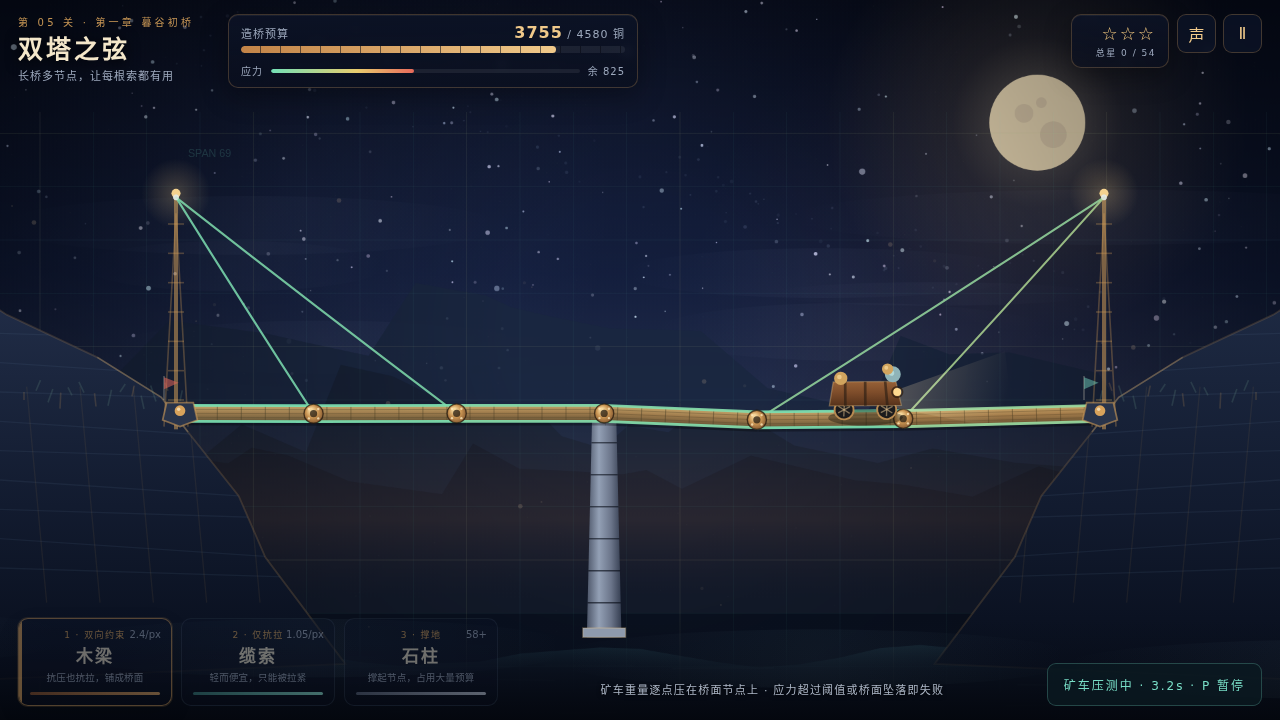 第 05 关 · 第一章 暮谷初桥
双塔之弦
长桥多节点，让每根索都有用
造桥预算 3755 / 4580 铜
应力 余 825
☆☆☆
总星 0 / 54
声
Ⅱ
SPAN 69
1 · 双向约束 2.4/px
木梁
抗压也抗拉，铺成桥面
2 · 仅抗拉 1.05/px
缆索
轻而便宜，只能被拉紧
3 · 撑地 58+
石柱
撑起节点，占用大量预算
矿车重量逐点压在桥面节点上 · 应力超过阈值或桥面坠落即失败
矿车压测中 · 3.2s · P 暂停